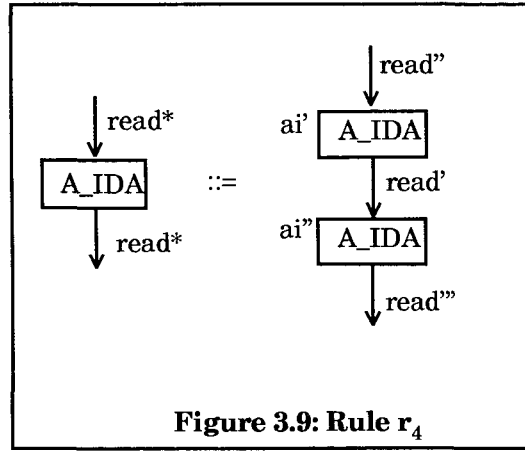 read*
A_IDA
read*
::=
read”
ai’
A_IDA
read’
ai”
A_IDA
read”’
Figure 3.9: Rule r₄